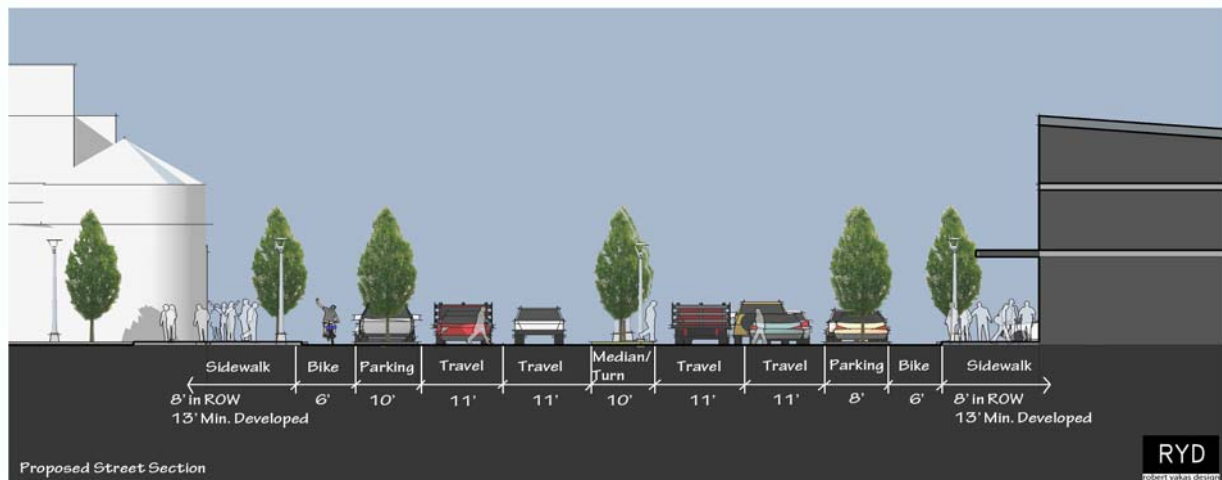 Sidewalk
Bike
Parking
Travel
Travel
Median/
Turn
Travel
Travel
Parking
Bike
Sidewalk
8' in ROW
13' Min. Developed
6'
10'
11'
11'
10'
11'
11'
8'
6'
8' in ROW
13' Min. Developed
Proposed Street Section
RYD
robert vakas design